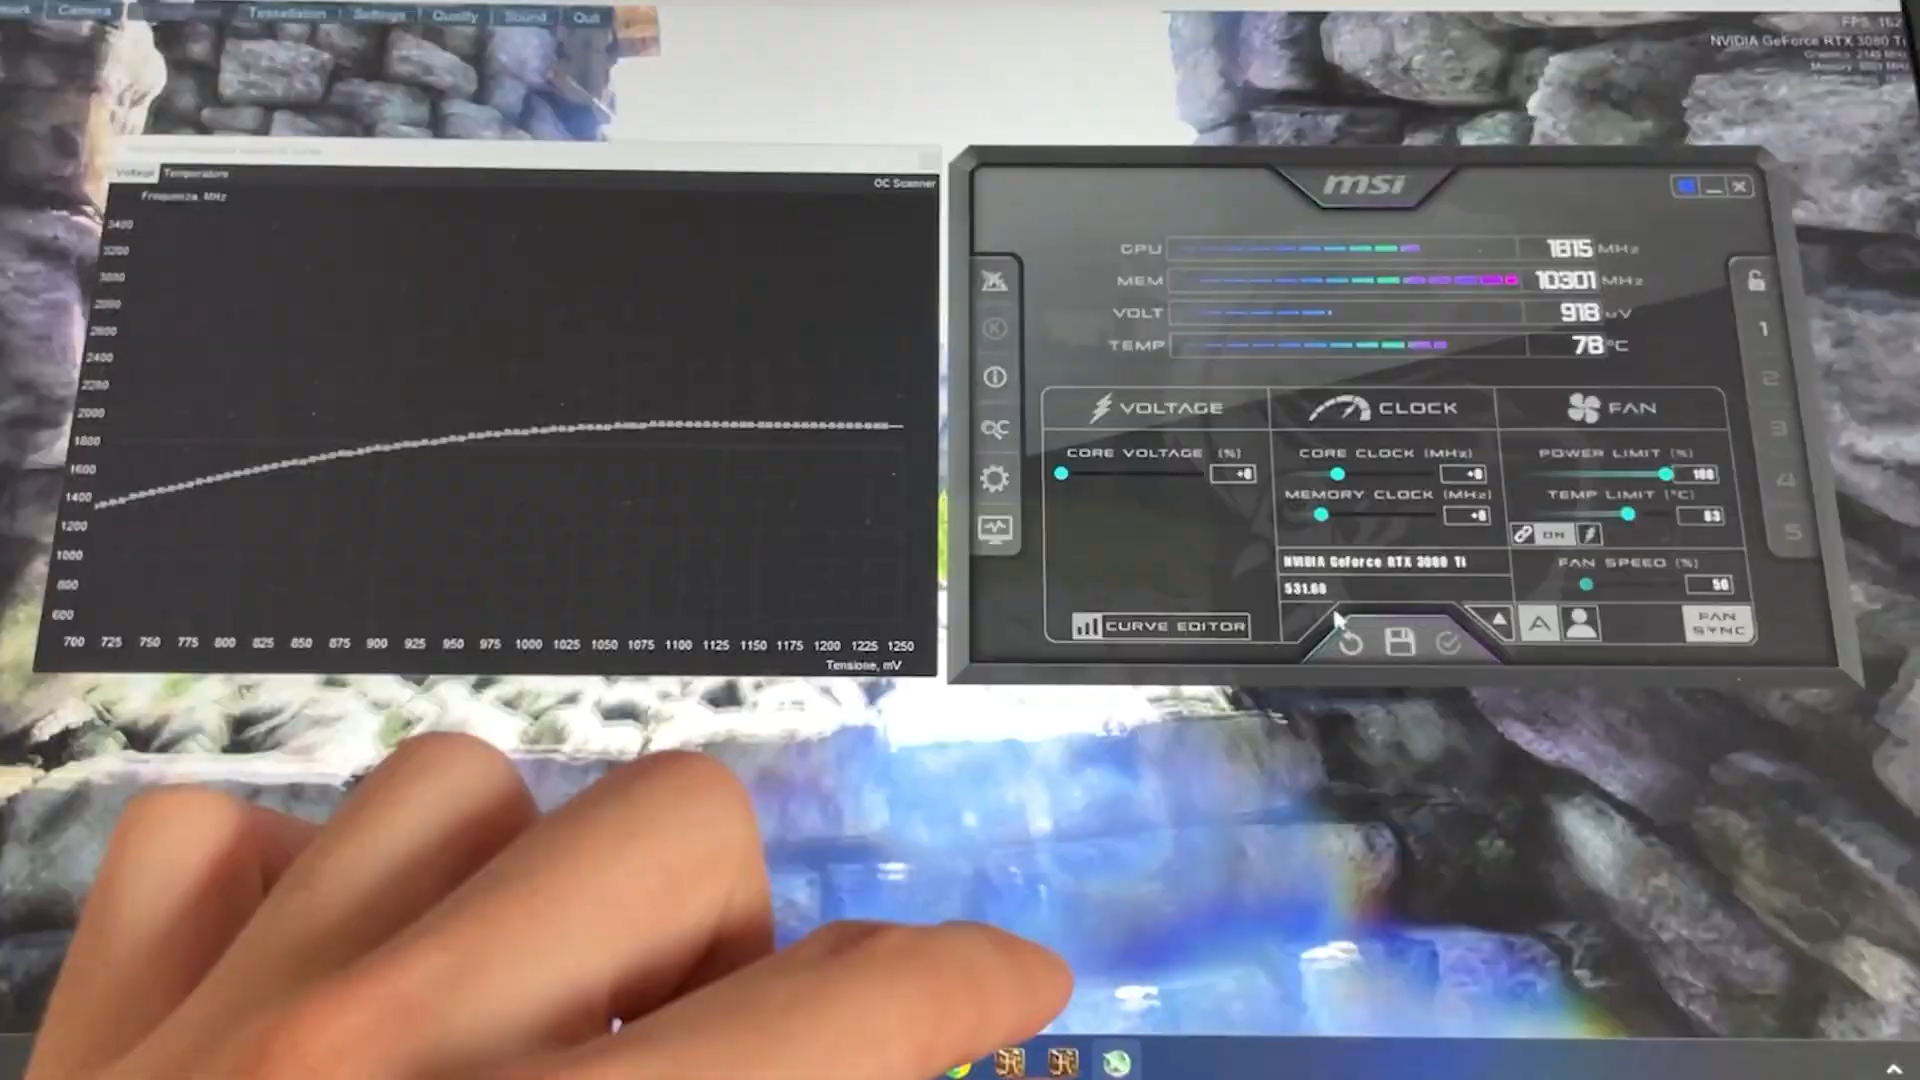 Camera
Tessellation Settings Quality Sound Quit
NVIDIA GeForce RTX 3080 Ti
Voltage Temperature
OC Scanner
Frequenza, MHz
3400
3200
3000
2800
2600
2400
2200
2000
1800
1600
1400
1200
1000
800
600
700 725 750 775 800 825 850 875 900 925 950 975 1000 1025 1050 1075 1100 1125 1150 1175 1200 1225 1250
Tensione, mV
msi
GPU 1815 MHz
MEM 10301 MHz
VOLT 918 uV
TEMP 78 °C
1
2
3
4
5
VOLTAGE
CORE VOLTAGE (%)
+0
CURVE EDITOR
CLOCK
CORE CLOCK (MHz)
+0
MEMORY CLOCK (MHz)
+0
NVIDIA GeForce RTX 3080 Ti
531.68
FAN
POWER LIMIT (%)
100
TEMP LIMIT (°C)
83
ON
FAN SPEED (%)
50
A
FAN SYNC